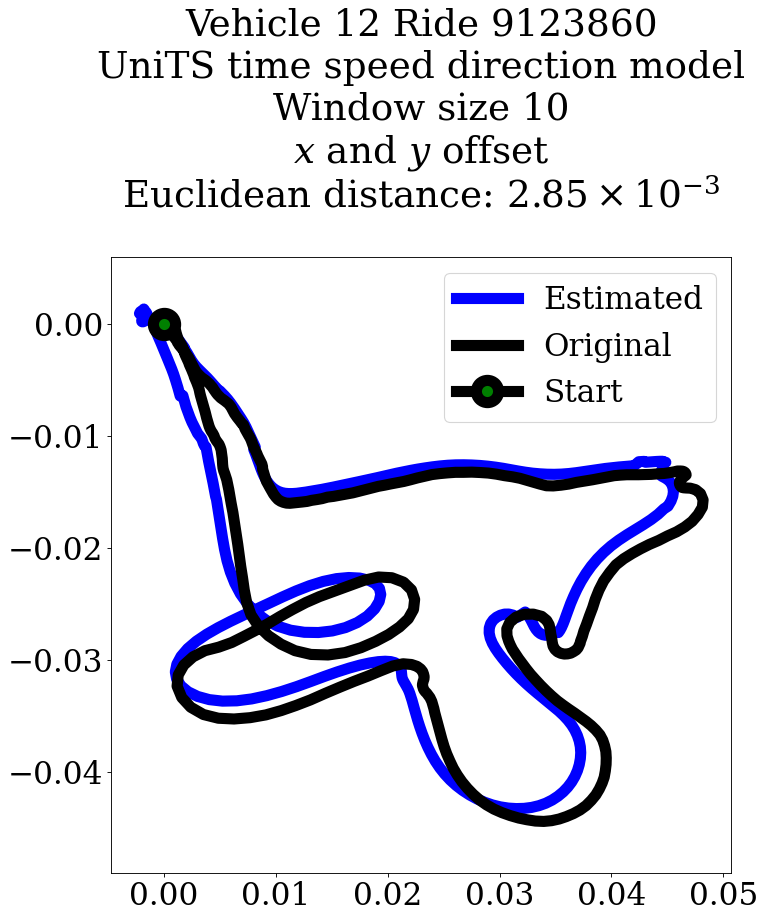 Vehicle 12 Ride 9123860
UniTS time speed direction model
Window size 10
x and y offset
Euclidean distance: 2.85 × 10⁻³
Estimated
Original
Start
0.00
−0.01
−0.02
−0.03
−0.04
0.00 0.01 0.02 0.03 0.04 0.05